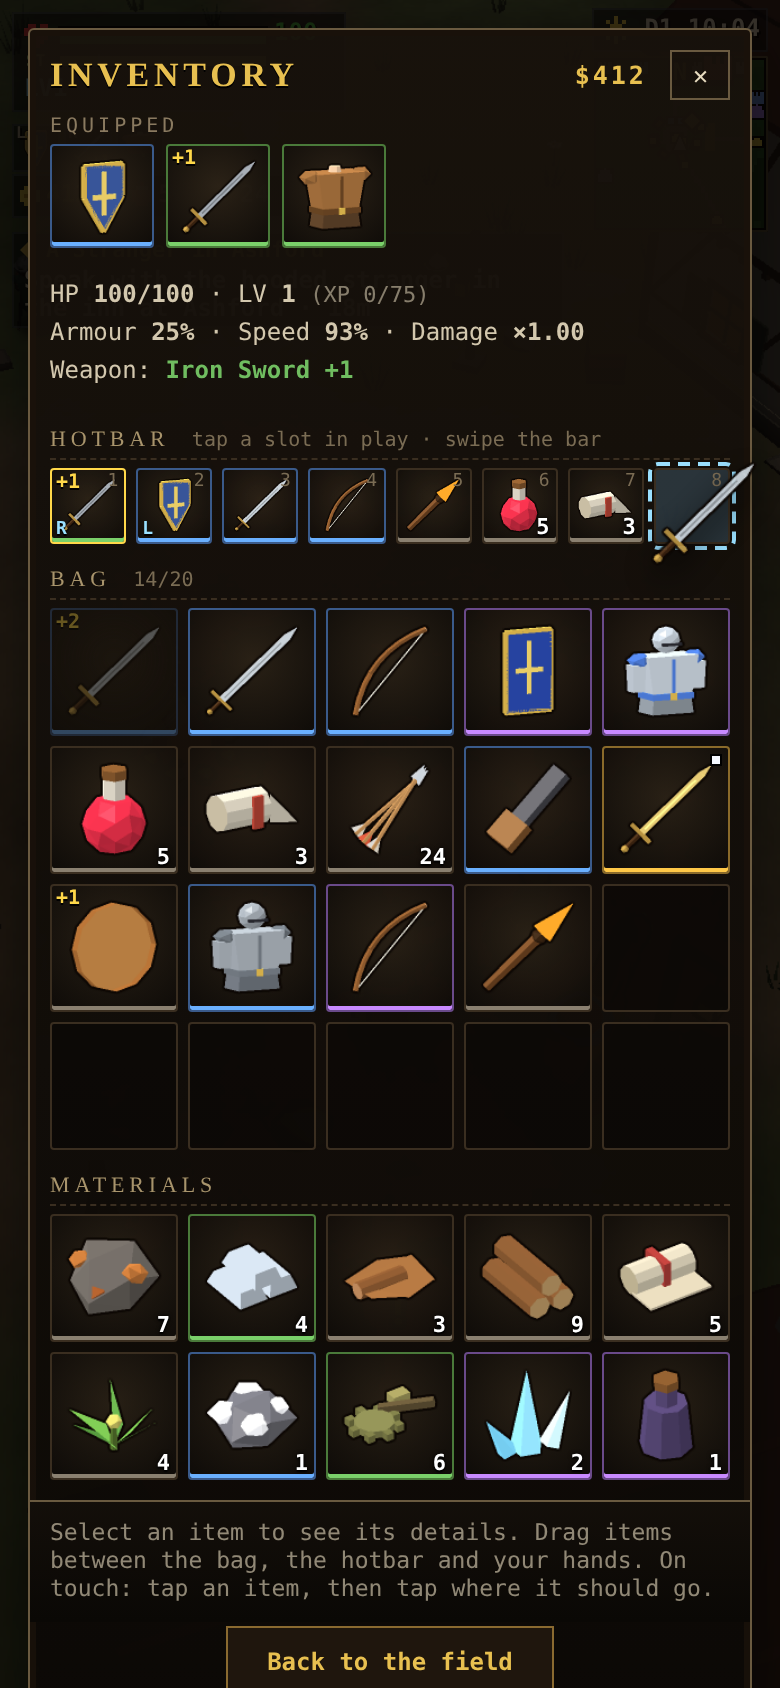 INVENTORY
$412
×
EQUIPPED
+1
HP 100/100 · LV 1 (XP 0/75)
Armour 25% · Speed 93% · Damage ×1.00
Weapon: Iron Sword +1
HOTBAR tap a slot in play · swipe the bar
+1 1 2 3 4 5 6 7 8
R L 5 3
BAG 14/20
+2
5 3 24
+1
MATERIALS
7 4 3 9 5
4 1 6 2 1
Select an item to see its details. Drag items
between the bag, the hotbar and your hands. On
touch: tap an item, then tap where it should go.
Back to the field